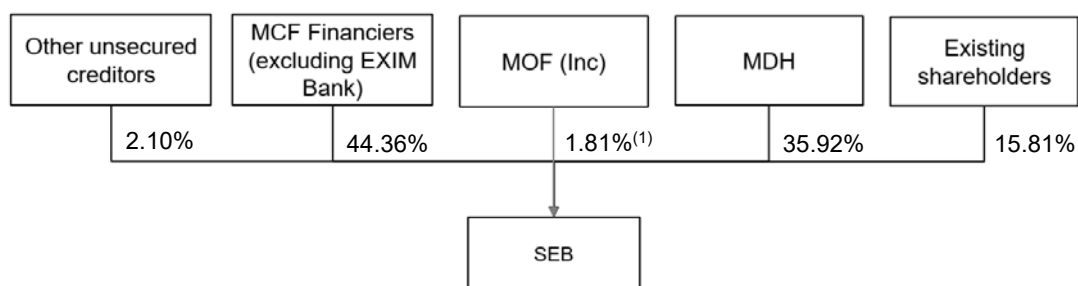 Other unsecured
creditors
MCF Financiers
(excluding EXIM
Bank)
MOF (Inc)
MDH
Existing
shareholders
2.10%
44.36%
1.81%(1)
35.92%
15.81%
SEB